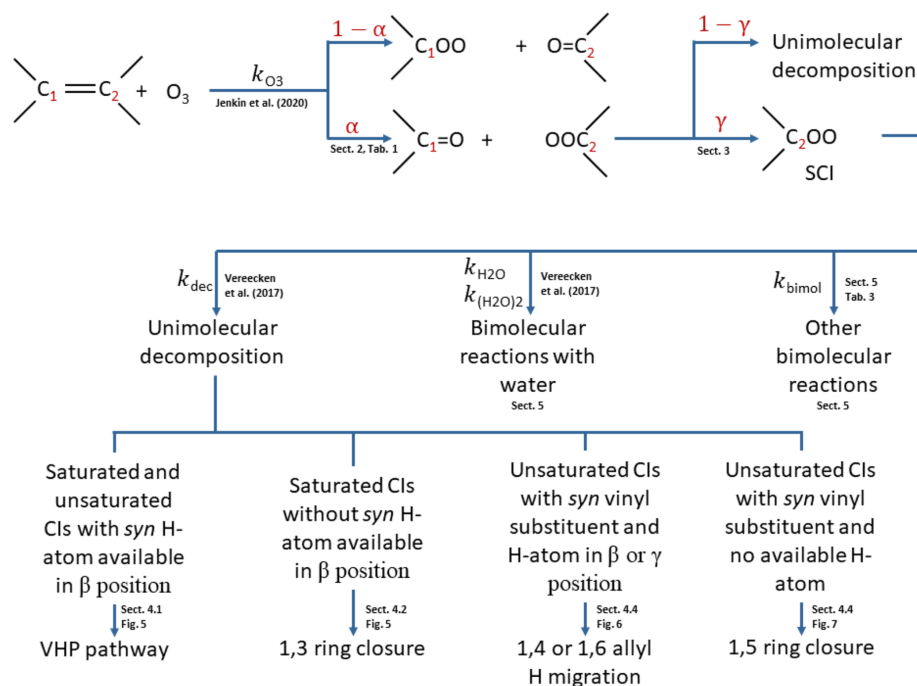 1 − α
C1OO + O=C2
1 − γ
Unimolecular
decomposition
C1 C2 + O3
kO3
Jenkin et al. (2020)
α
Sect. 2, Tab. 1
C1=O + OOC2
γ
Sect. 3
C2OO
SCI
kdec
Vereecken
et al. (2017)
Unimolecular
decomposition
kH2O
k(H2O)2
Vereecken
et al. (2017)
Bimolecular
reactions with
water
Sect. 5
kbimol
Sect. 5
Tab. 3
Other
bimolecular
reactions
Sect. 5
Saturated and
unsaturated
CIs with syn H-
atom available
in β position
Sect. 4.1
Fig. 5
VHP pathway
Saturated CIs
without syn H-
atom available
in β position
Sect. 4.2
Fig. 5
1,3 ring closure
Unsaturated CIs
with syn vinyl
substituent and
H-atom in β or γ
position
Sect. 4.4
Fig. 6
1,4 or 1,6 allyl
H migration
Unsaturated CIs
with syn vinyl
substituent and
no available H-
atom
Sect. 4.4
Fig. 7
1,5 ring closure